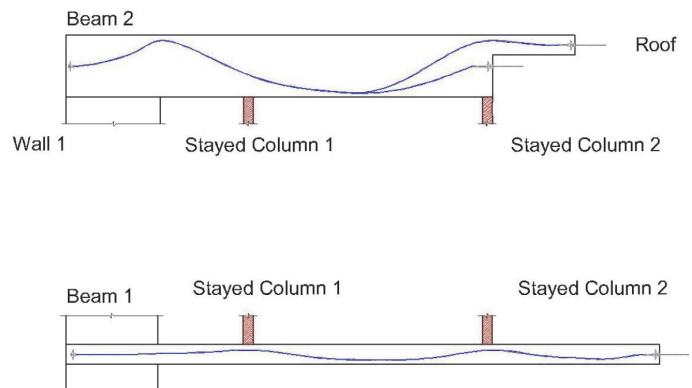 Beam 2
Roof
Wall 1
Stayed Column 1
Stayed Column 2
Stayed Column 1
Stayed Column 2
Beam 1